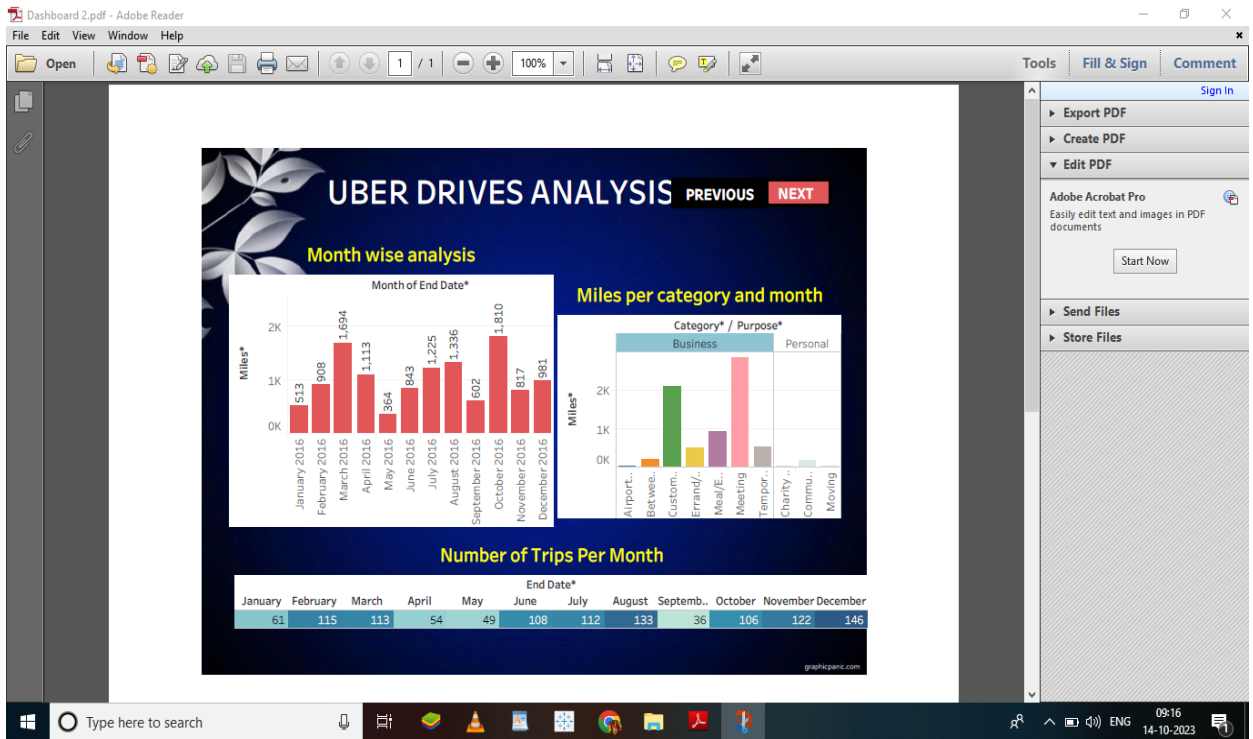 Dashboard 2.pdf - Adobe Reader
File Edit View Window Help
Open
1 / 1
100%
Tools Fill & Sign Comment
Sign In
Export PDF
Create PDF
Edit PDF
Adobe Acrobat Pro
Easily edit text and images in PDF
documents
Start Now
Send Files
Store Files
UBER DRIVES ANALYSIS
PREVIOUS NEXT
Month wise analysis
Month of End Date*
Miles*
2K
1K
0K
513 908 1,694 1,113 364 843 1,225 1,336 602 1,810 817 981
January 2016
February 2016
March 2016
April 2016
May 2016
June 2016
July 2016
August 2016
September 2016
October 2016
November 2016
December 2016
Miles per category and month
Category* / Purpose*
Business Personal
Miles*
2K
1K
0K
Airport..
Betwee..
Custom..
Errand/..
Meal/E..
Meeting
Tempor..
Charity ..
Commu..
Moving
Number of Trips Per Month
End Date*
January February March April May June July August Septemb.. October November December
61 115 113 54 49 108 112 133 36 106 122 146
graphicpanic.com
Type here to search
ENG
09:16
14-10-2023
1